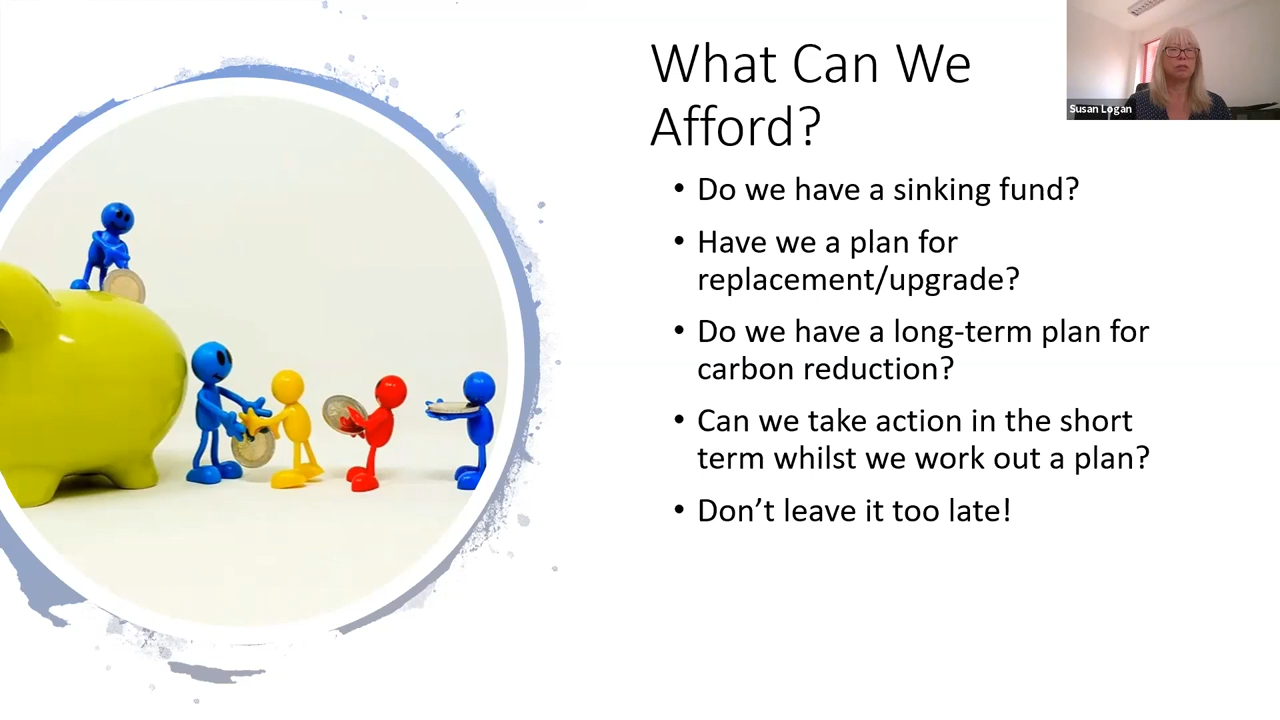 What Can We
Afford?
• Do we have a sinking fund?
• Have we a plan for
replacement/upgrade?
• Do we have a long-term plan for
carbon reduction?
• Can we take action in the short
term whilst we work out a plan?
• Don’t leave it too late!
Susan Logan